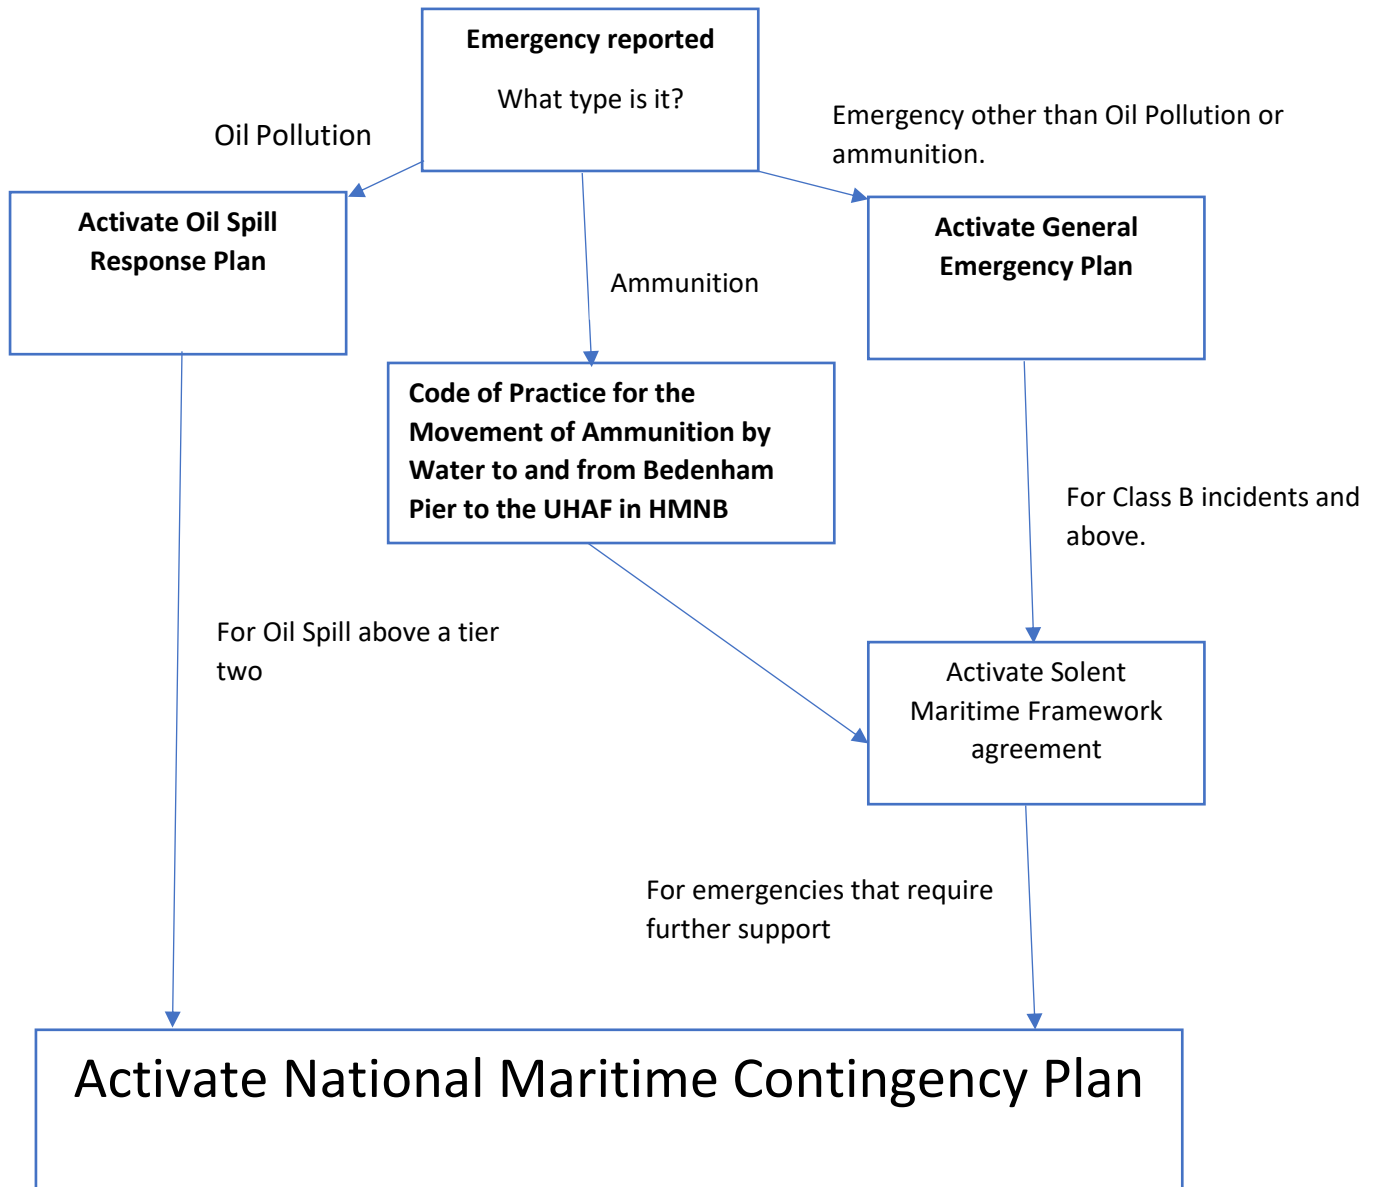 Emergency reported
What type is it?
Oil Pollution
Emergency other than Oil Pollution or
ammunition.
Activate Oil Spill
Response Plan
Activate General
Emergency Plan
Ammunition
Code of Practice for the
Movement of Ammunition by
Water to and from Bedenham
Pier to the UHAF in HMNB
For Class B incidents and
above.
For Oil Spill above a tier
two
Activate Solent
Maritime Framework
agreement
For emergencies that require
further support
Activate National Maritime Contingency Plan